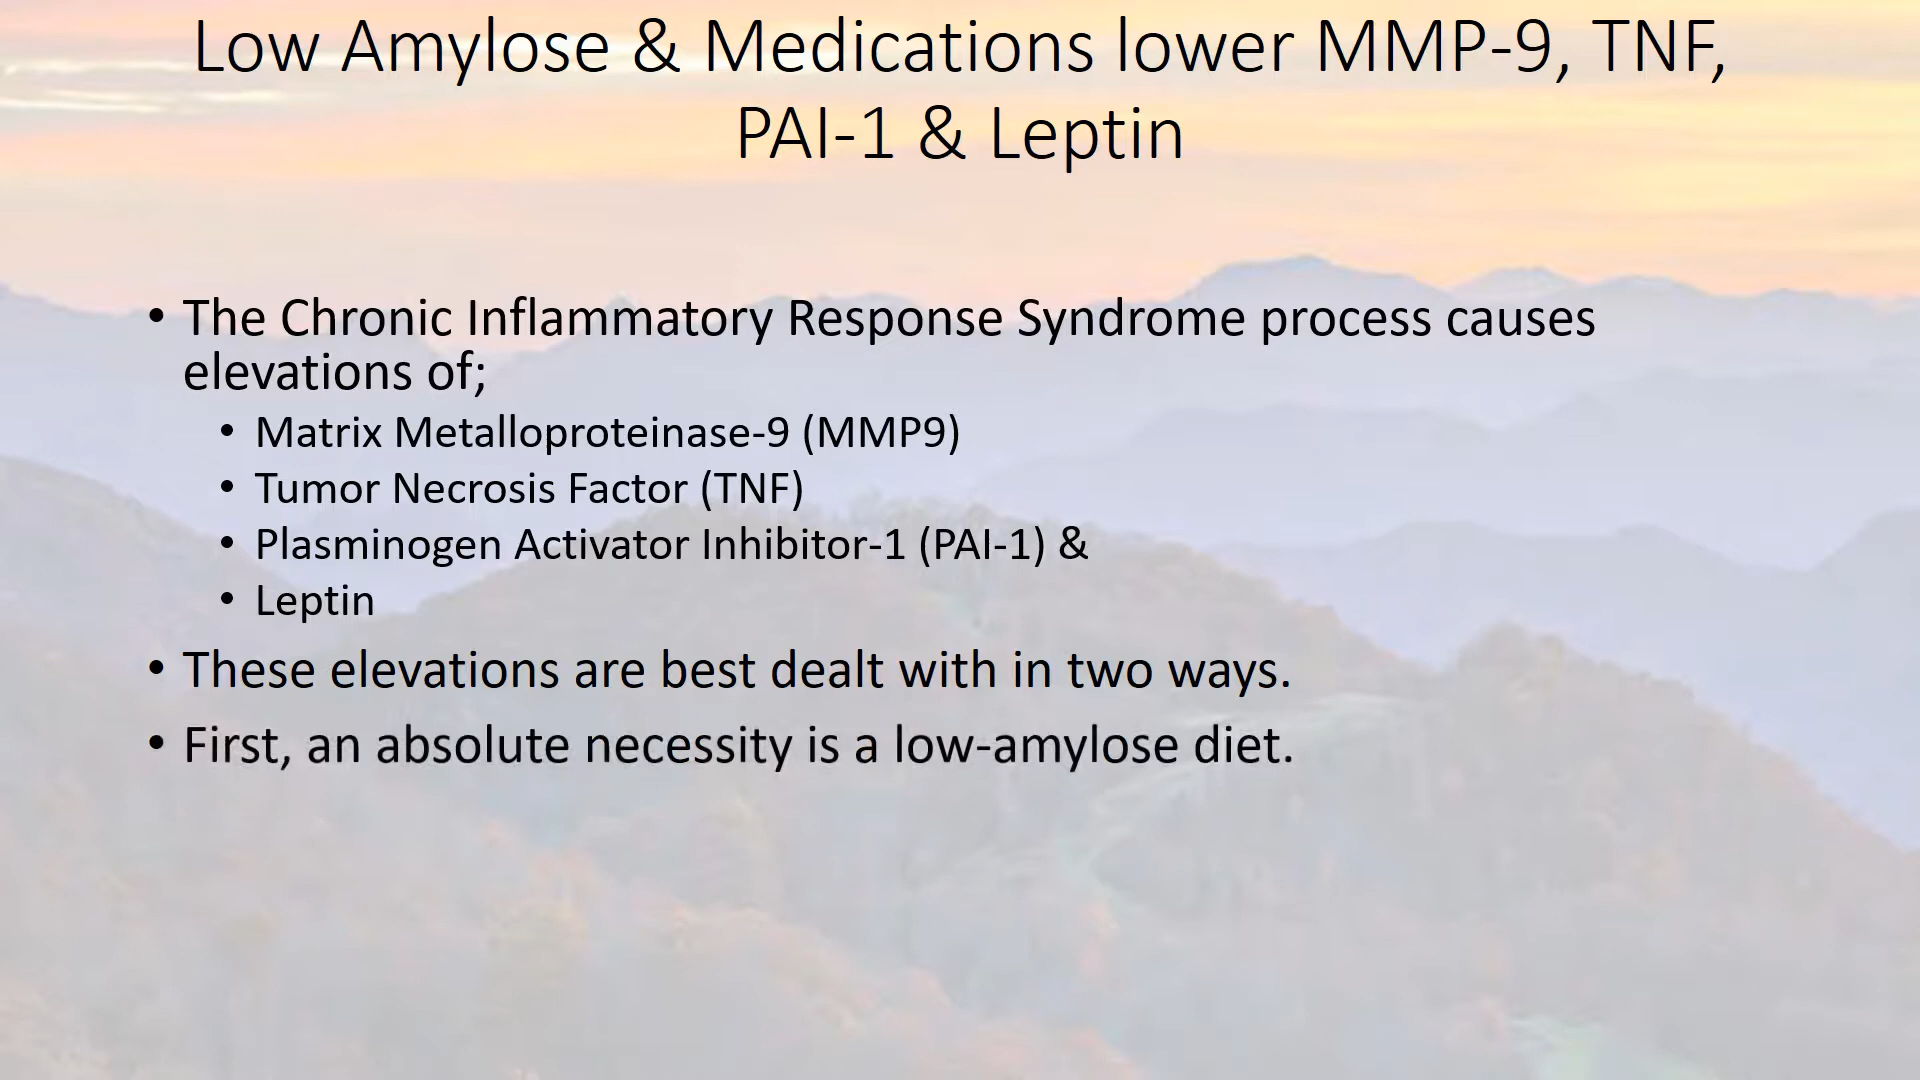 Low Amylose & Medications lower MMP-9, TNF,
PAI-1 & Leptin
• The Chronic Inflammatory Response Syndrome process causes
elevations of;
• Matrix Metalloproteinase-9 (MMP9)
• Tumor Necrosis Factor (TNF)
• Plasminogen Activator Inhibitor-1 (PAI-1) &
• Leptin
• These elevations are best dealt with in two ways.
• First, an absolute necessity is a low-amylose diet.